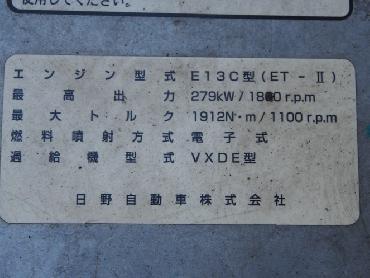 使用してください。
エンジン型式 E13C型(ET-Ⅱ)
最高出力 279kW/1800r.p.m
最大トルク 1912N・m/1100r.p.m
燃料噴射方式 電子式
過給機型式 VXDE型
日野自動車株式会社